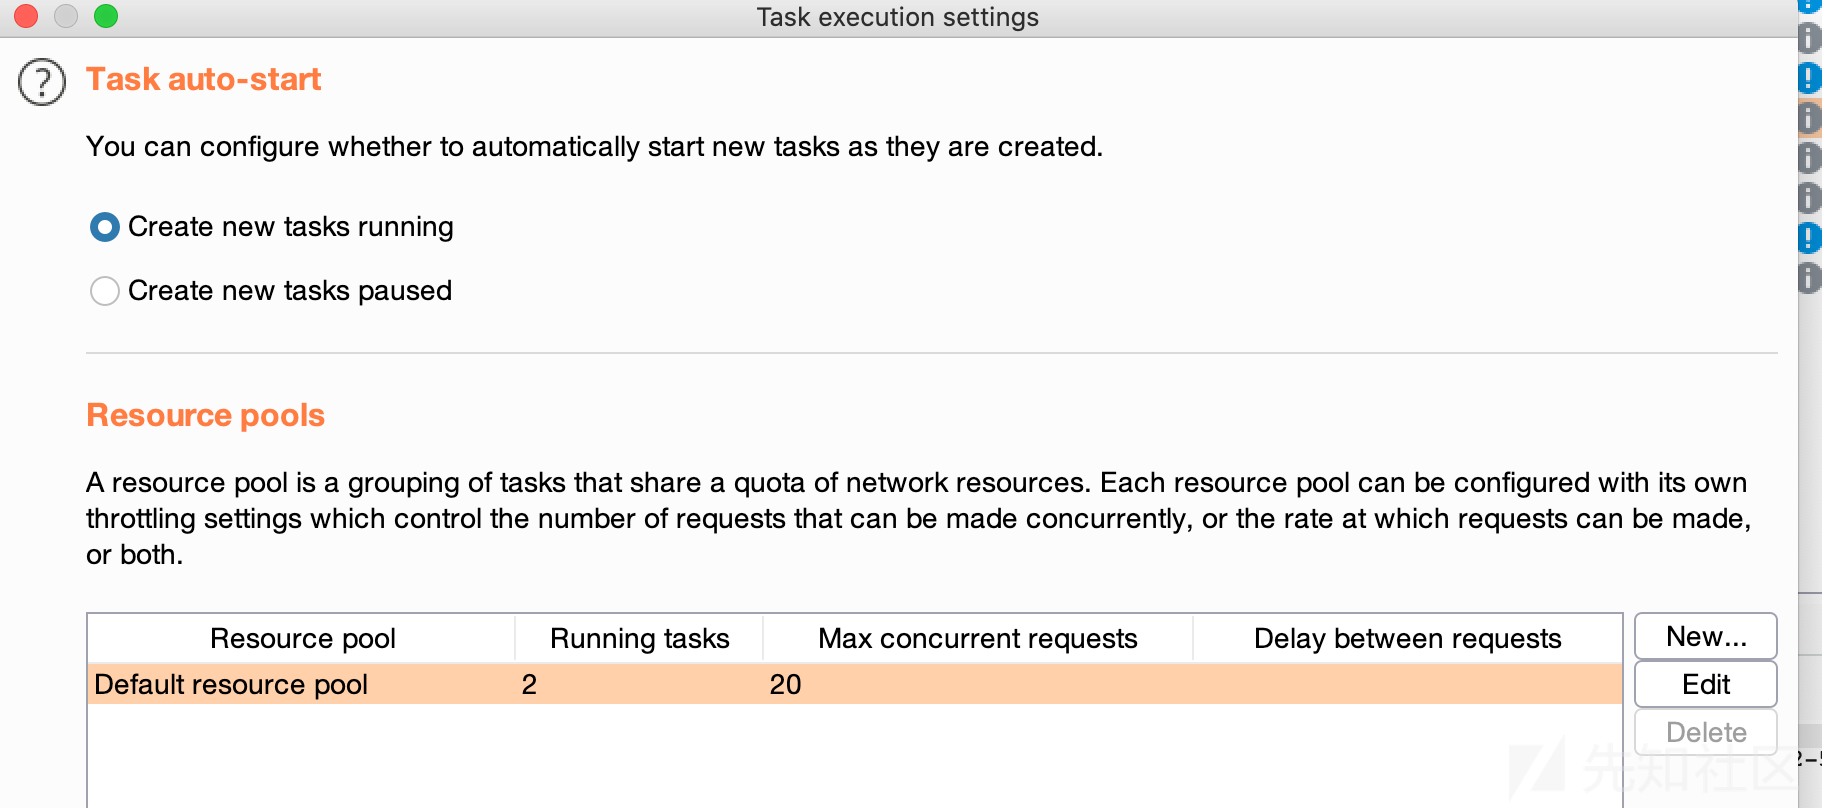 Task execution settings
Task auto-start
You can configure whether to automatically start new tasks as they are created.
Create new tasks running
Create new tasks paused
Resource pools
A resource pool is a grouping of tasks that share a quota of network resources. Each resource pool can be configured with its own
throttling settings which control the number of requests that can be made concurrently, or the rate at which requests can be made,
or both.
Resource pool Running tasks Max concurrent requests Delay between requests
Default resource pool 2 20
New...
Edit
Delete
先知社区